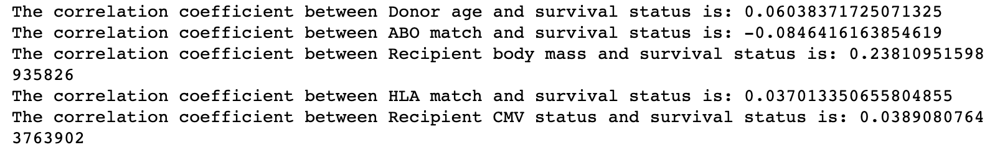 The correlation coefficient between Donor age and survival status is: 0.06038371725071325
The correlation coefficient between ABO match and survival status is: -0.0846416163854619
The correlation coefficient between Recipient body mass and survival status is: 0.23810951598
935826
The correlation coefficient between HLA match and survival status is: 0.037013350655804855
The correlation coefficient between Recipient CMV status and survival status is: 0.0389080764
3763902